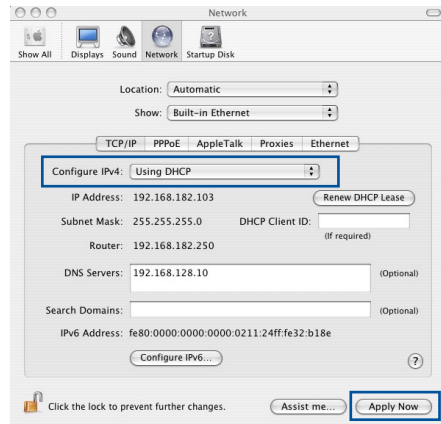 Network
Show All Displays Sound Network Startup Disk
Location: Automatic
Show: Built-in Ethernet
TCP/IP PPPoE AppleTalk Proxies Ethernet
Configure IPv4: Using DHCP
IP Address: 192.168.182.103 Renew DHCP Lease
Subnet Mask: 255.255.255.0 DHCP Client ID:
(If required)
Router: 192.168.182.250
DNS Servers: 192.168.128.10 (Optional)
Search Domains: (Optional)
IPv6 Address: fe80:0000:0000:0000:0211:24ff:fe32:b18e
Configure IPv6... ?
Click the lock to prevent further changes. Assist me... Apply Now